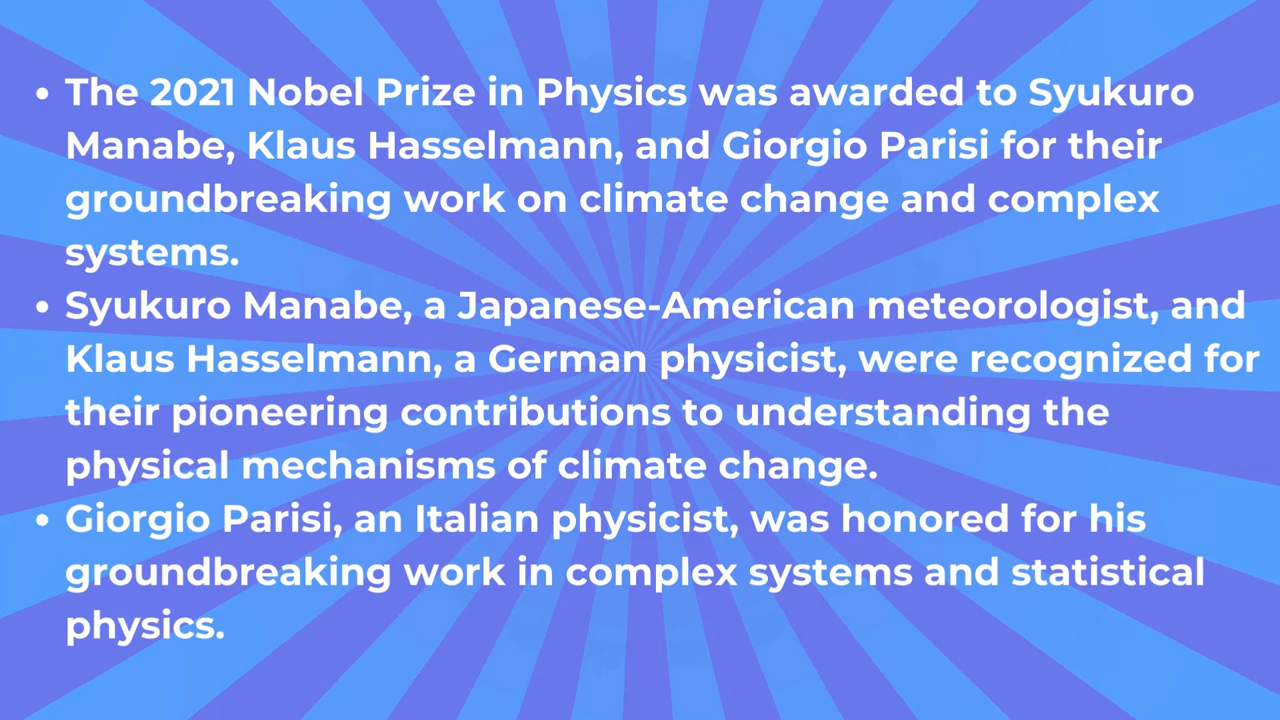 • The 2021 Nobel Prize in Physics was awarded to Syukuro
Manabe, Klaus Hasselmann, and Giorgio Parisi for their
groundbreaking work on climate change and complex
systems.
• Syukuro Manabe, a Japanese-American meteorologist, and
Klaus Hasselmann, a German physicist, were recognized for
their pioneering contributions to understanding the
physical mechanisms of climate change.
• Giorgio Parisi, an Italian physicist, was honored for his
groundbreaking work in complex systems and statistical
physics.